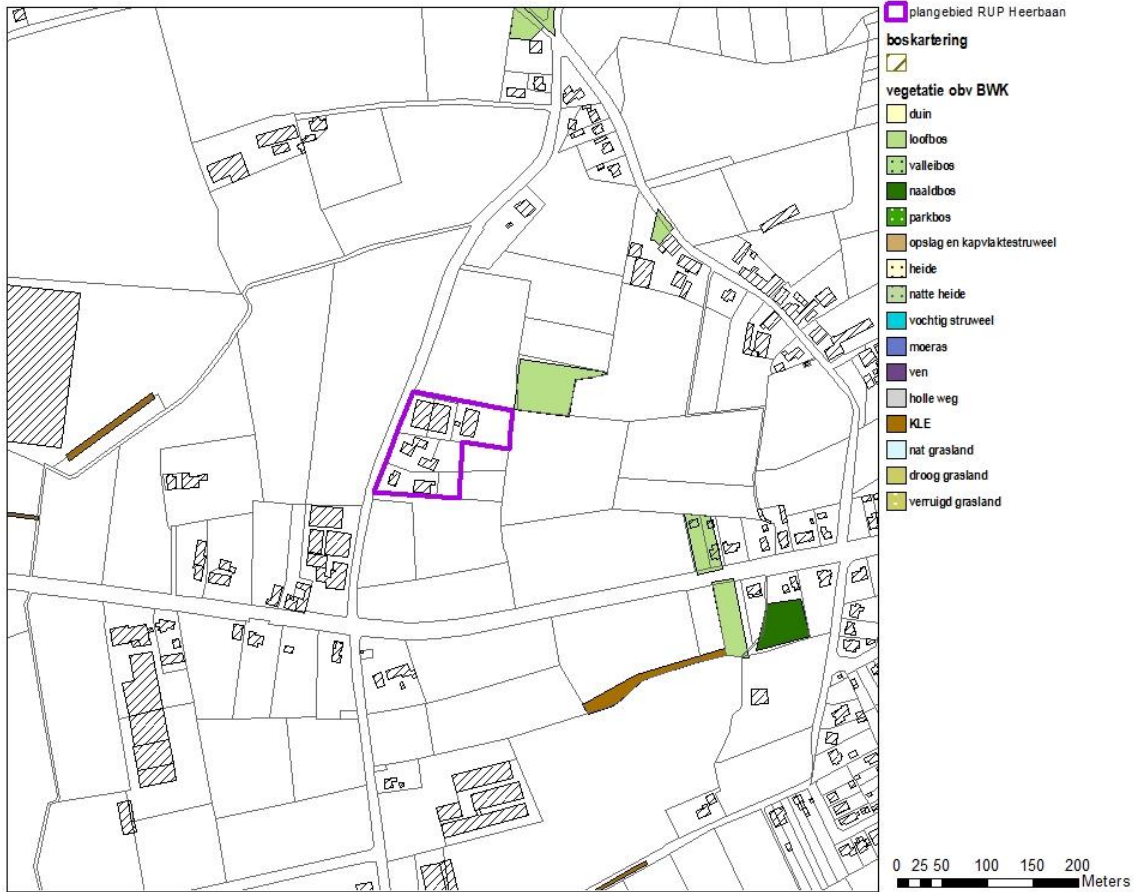 plangebied RUP Heerbaan
boskartering
vegetatie obv BWK
duin
loofbos
valleibos
naaldbos
parkbos
opslag en kapvlaktestruweel
heide
natte heide
vochtig struweel
moeras
ven
holle weg
KLE
nat grasland
droog grasland
verruigd grasland
0 25 50 100 150 200
Meters